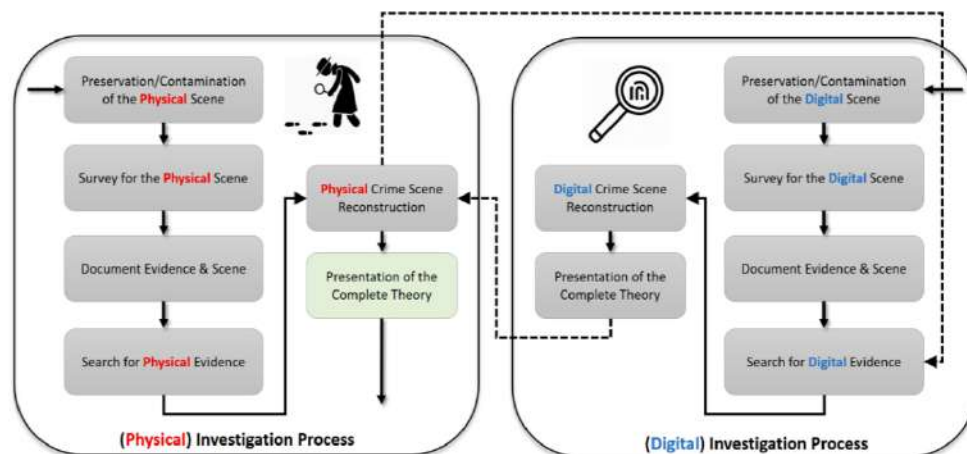 Preservation/Contamination
of the Physical Scene
Survey for the Physical Scene
Document Evidence & Scene
Search for Physical Evidence
Physical Crime Scene
Reconstruction
Presentation of the
Complete Theory
(Physical) Investigation Process
Digital Crime Scene
Reconstruction
Presentation of the
Complete Theory
Preservation/Contamination
of the Digital Scene
Survey for the Digital Scene
Document Evidence & Scene
Search for Digital Evidence
(Digital) Investigation Process